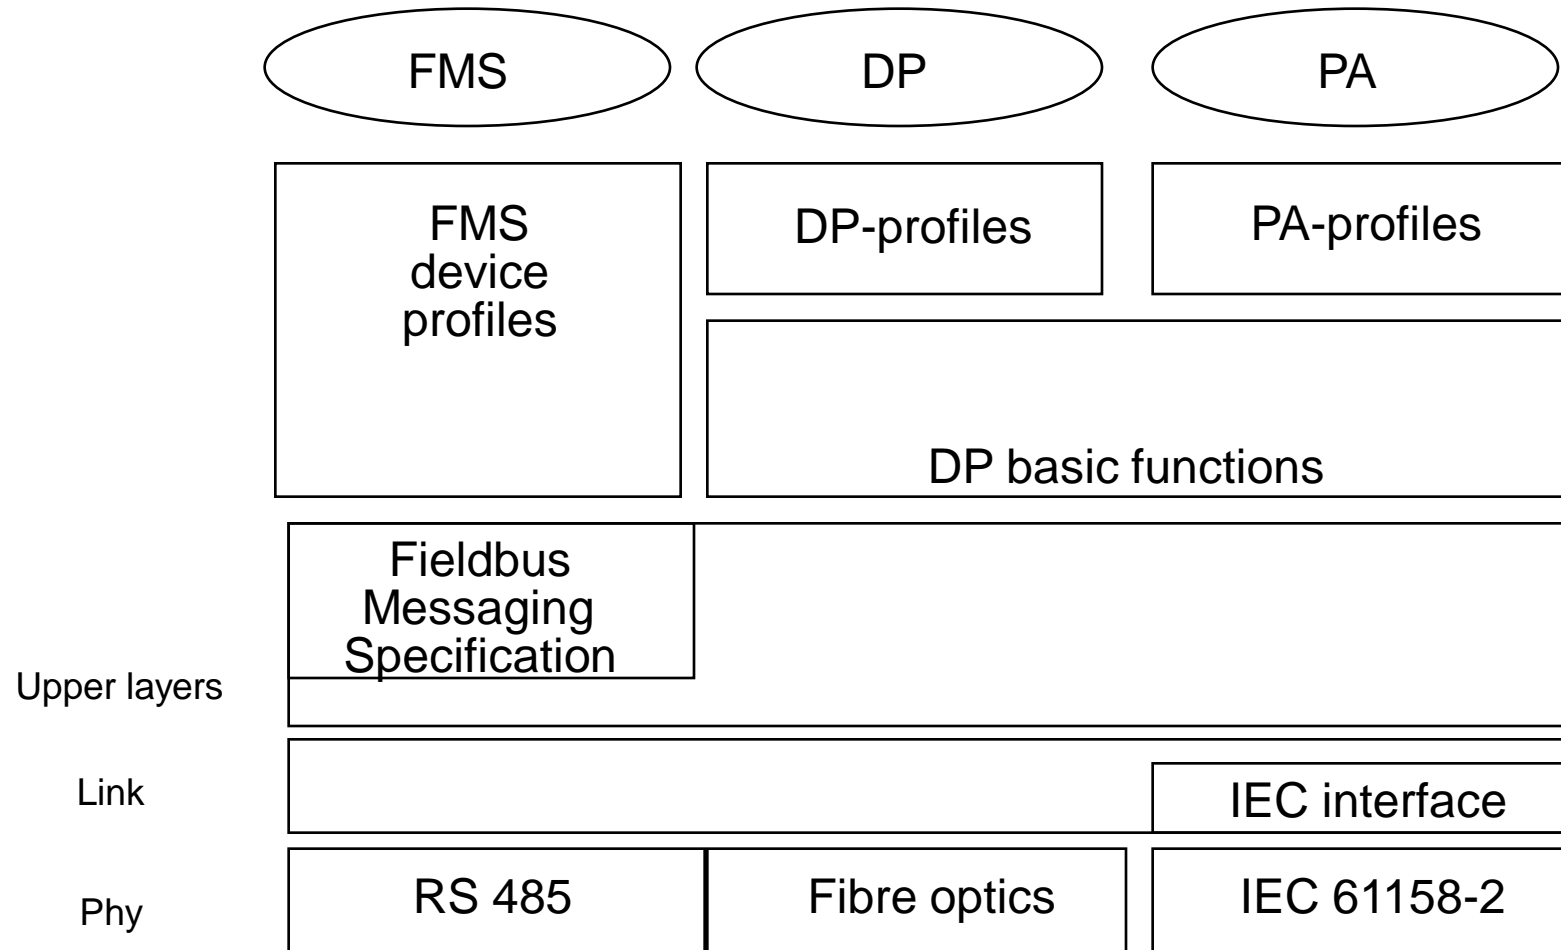 FMS
DP
PA
FMS
device
profiles
DP-profiles
PA-profiles
DP basic functions
Fieldbus
Messaging
Specification
Upper layers
Link
IEC interface
Phy
RS 485
Fibre optics
IEC 61158-2